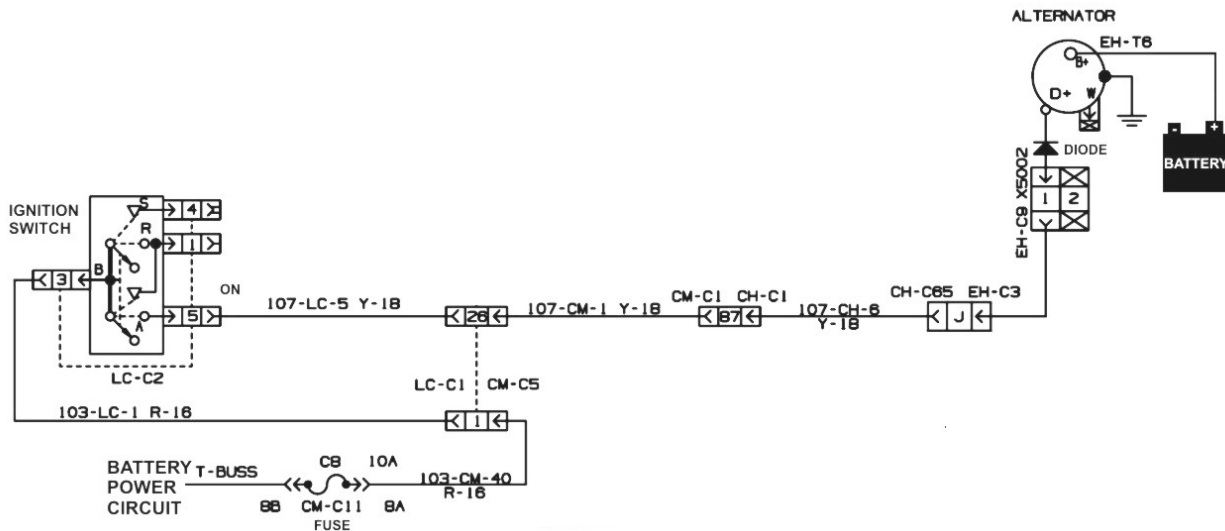 ALTERNATOR
EH-T6
B+
D+
W
DIODE
- +
BATTERY
EH-C9 X5002
1 2
IGNITION
SWITCH
S
4
R
1
B
3
ON
A
5
107-LC-5 Y-18
26
107-CM-1 Y-18
CM-C1 CH-C1
87
107-CH-6
Y-18
CH-C65 EH-C3
J
LC-C2
LC-C1 CM-C5
103-LC-1 R-16
1
BATTERY
POWER
CIRCUIT
T-BUSS
C8 10A
103-CM-40
R-16
8B CM-C11 8A
FUSE